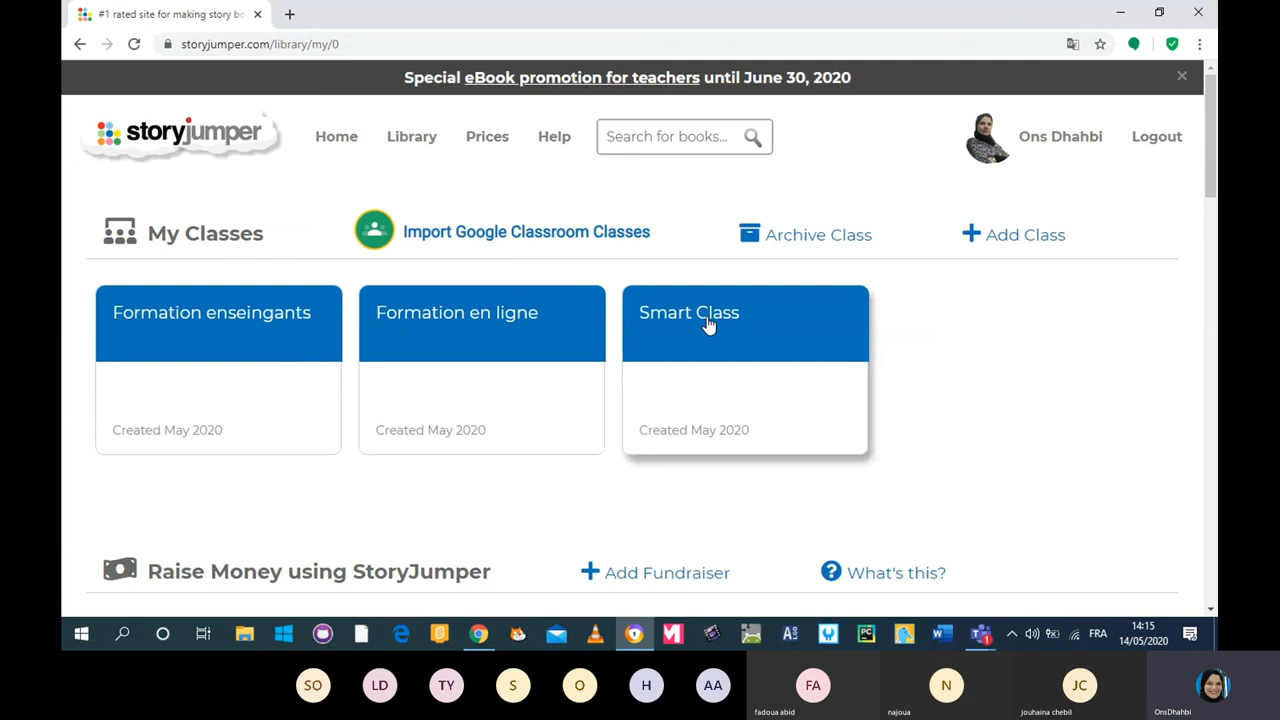 #1 rated site for making story bo
storyjumper.com/library/my/0
Special eBook promotion for teachers until June 30, 2020
storyjumper
Home
Library
Prices
Help
Search for books...
Ons Dhahbi
Logout
My Classes
Import Google Classroom Classes
Archive Class
Add Class
Formation enseingants
Formation en ligne
Smart Class
Created May 2020
Created May 2020
Created May 2020
Raise Money using StoryJumper
Add Fundraiser
What's this?
FRA
14:15
14/05/2020
SO
LD
TY
S
O
H
AA
FA
N
JC
fadoua abid
najoua
jouhaina chebil
OnsDhahbi